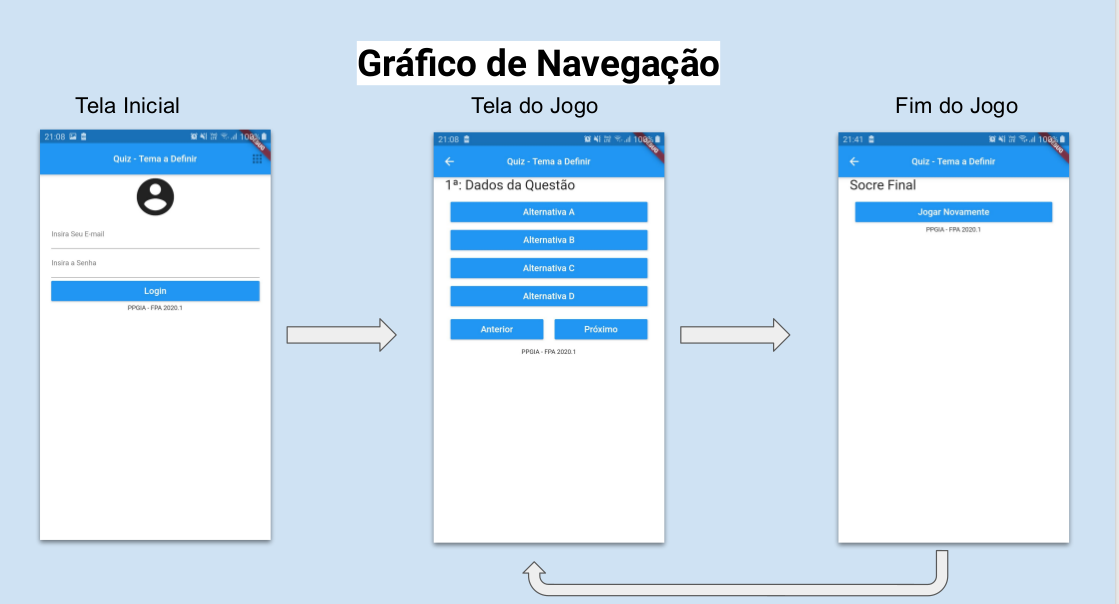 Gráfico de Navegação
Tela Inicial
21:08 100%
Quiz - Tema a Definir
Insira Seu E-mail
Insira a Senha
Login
PPGIA - FPA 2020.1
Tela do Jogo
21:08 100%
Quiz - Tema a Definir
1ª: Dados da Questão
Alternativa A
Alternativa B
Alternativa C
Alternativa D
Anterior Próximo
PPGIA - FPA 2020.1
Fim do Jogo
21:41 100%
Quiz - Tema a Definir
Socre Final
Jogar Novamente
PPGIA - FPA 2020.1